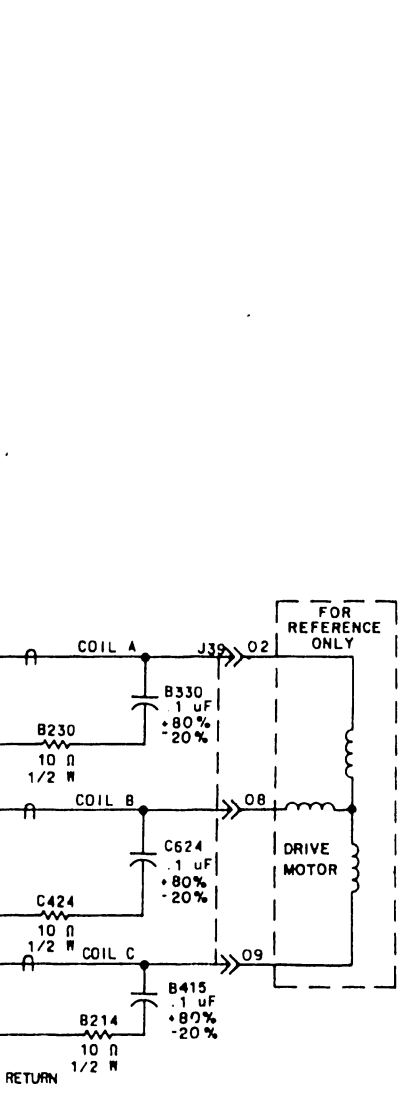 FOR
REFERENCE
ONLY
COIL A
J39
02
B330
.1 uF
+80%
-20%
B230
10 Ω
1/2 W
COIL B
08
C624
.1 uF
+80%
-20%
DRIVE
MOTOR
C424
10 Ω
1/2 W
COIL C
09
B415
.1 uF
+80%
-20%
B214
10 Ω
1/2 W
RETURN